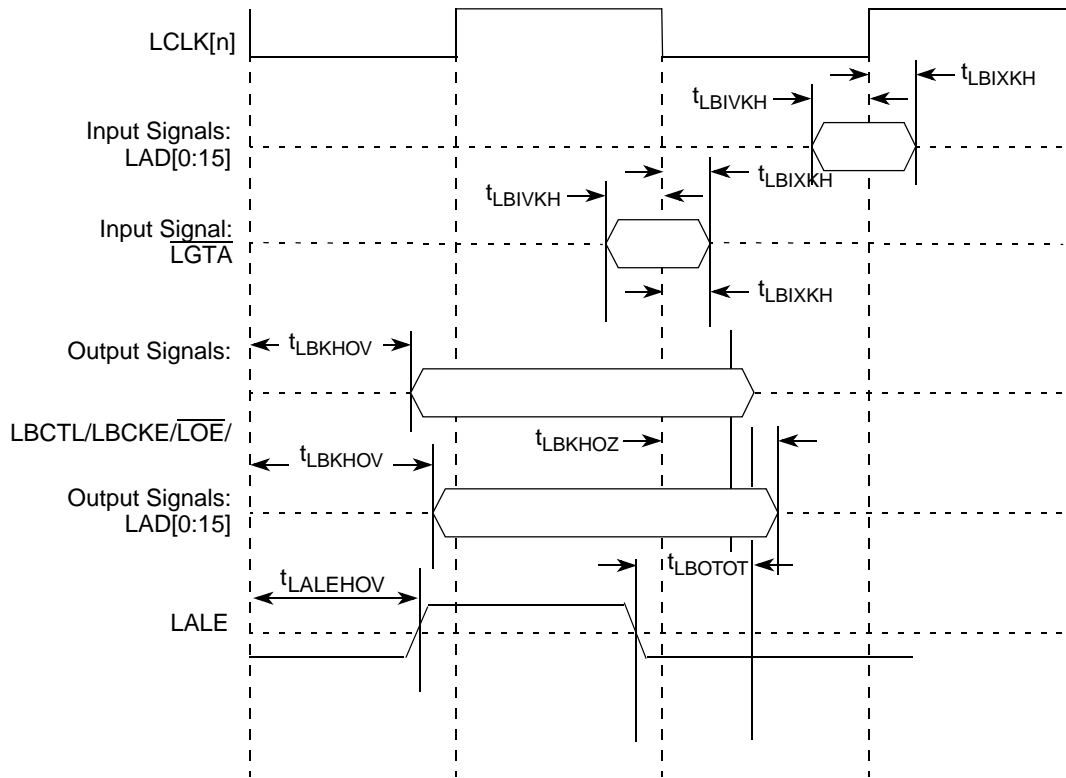 LCLK[n]
tLBIXKH
tLBIVKH
Input Signals:
LAD[0:15]
tLBIXKH
tLBIVKH
Input Signal:
LGTA
tLBIXKH
tLBKHOV
Output Signals:
LBCTL/LBCKE/LOE/
tLBKHOZ
tLBKHOV
Output Signals:
LAD[0:15]
tLBOTOT
tLALEHOV
LALE